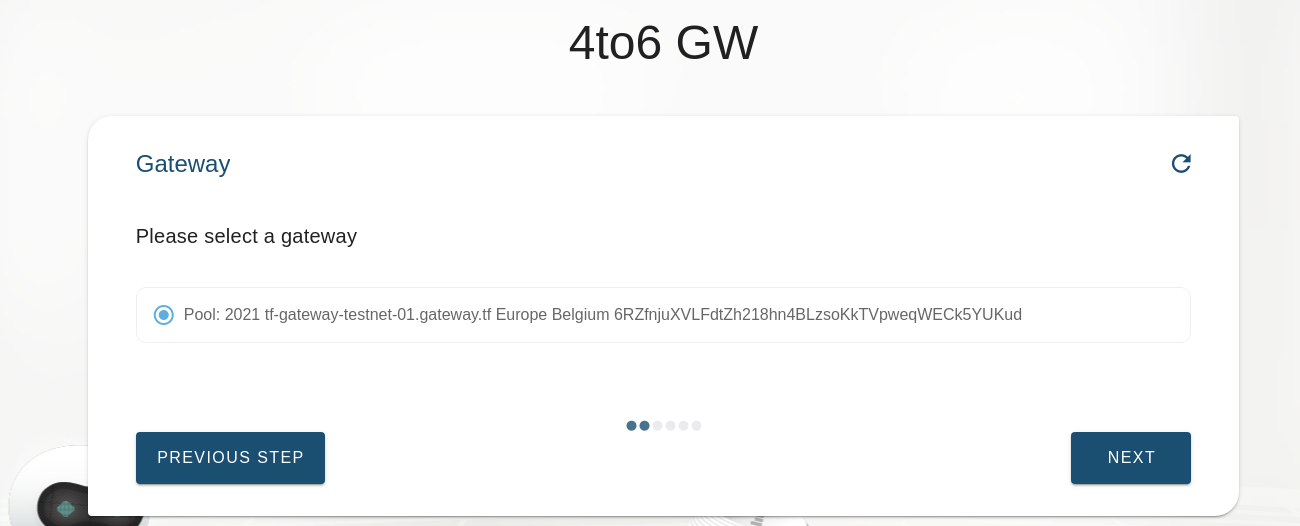 4to6 GW
Gateway
Please select a gateway
Pool: 2021 tf-gateway-testnet-01.gateway.tf Europe Belgium 6RZfnjuXVLFdtZh218hn4BLzsoKkTVpweqWECk5YUKud
PREVIOUS STEP
NEXT